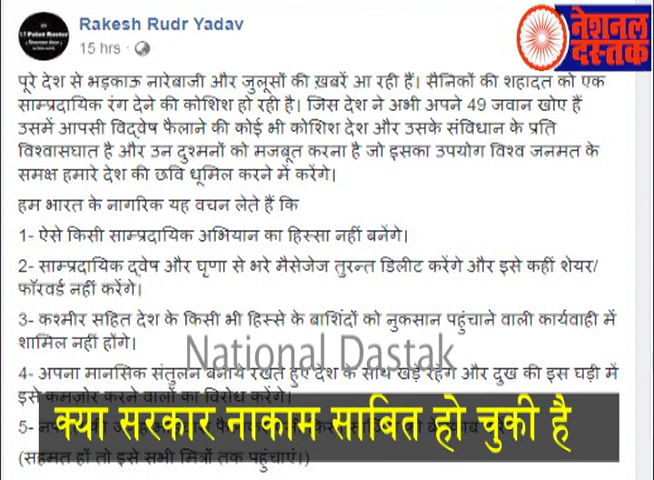 Rakesh Rudr Yadav
15 hrs ·
नेशनल
दस्तक
पूरे देश से भड़काऊ नारेबाजी और जुलूसों की ख़बरें आ रही हैं। सैनिकों की शहादत को एक
साम्प्रदायिक रंग देने की कोशिश हो रही है। जिस देश ने अभी अपने 49 जवान खोए हैं
उसमें आपसी विद्वेष फैलाने की कोई भी कोशिश देश और उसके संविधान के प्रति
विश्वासघात है और उन दुश्मनों को मजबूत करना है जो इसका उपयोग विश्व जनमत के
समक्ष हमारे देश की छवि धूमिल करने में करेंगे।
हम भारत के नागरिक यह वचन लेते हैं कि
1- ऐसे किसी साम्प्रदायिक अभियान का हिस्सा नहीं बनेंगे।
2- साम्प्रदायिक द्वेष और घृणा से भरे मैसेजेज तुरन्त डिलीट करेंगे और इसे कहीं शेयर/
फॉरवर्ड नहीं करेंगे।
3- कश्मीर सहित देश के किसी भी हिस्से के बाशिंदों को नुकसान पहुंचाने वाली कार्यवाही में
शामिल नहीं होंगे।
National Dastak
4- अपना मानसिक संतुलन बनाये रखते हुए देश के साथ खड़े रहेंगे और दुख की इस घड़ी में
इसे कमज़ोर करने वालों का विरोध करेंगे।
क्या सरकार नाकाम साबित हो चुकी है
5-
(सहमत हों तो इसे सभी मित्रों तक पहुंचाएं।)